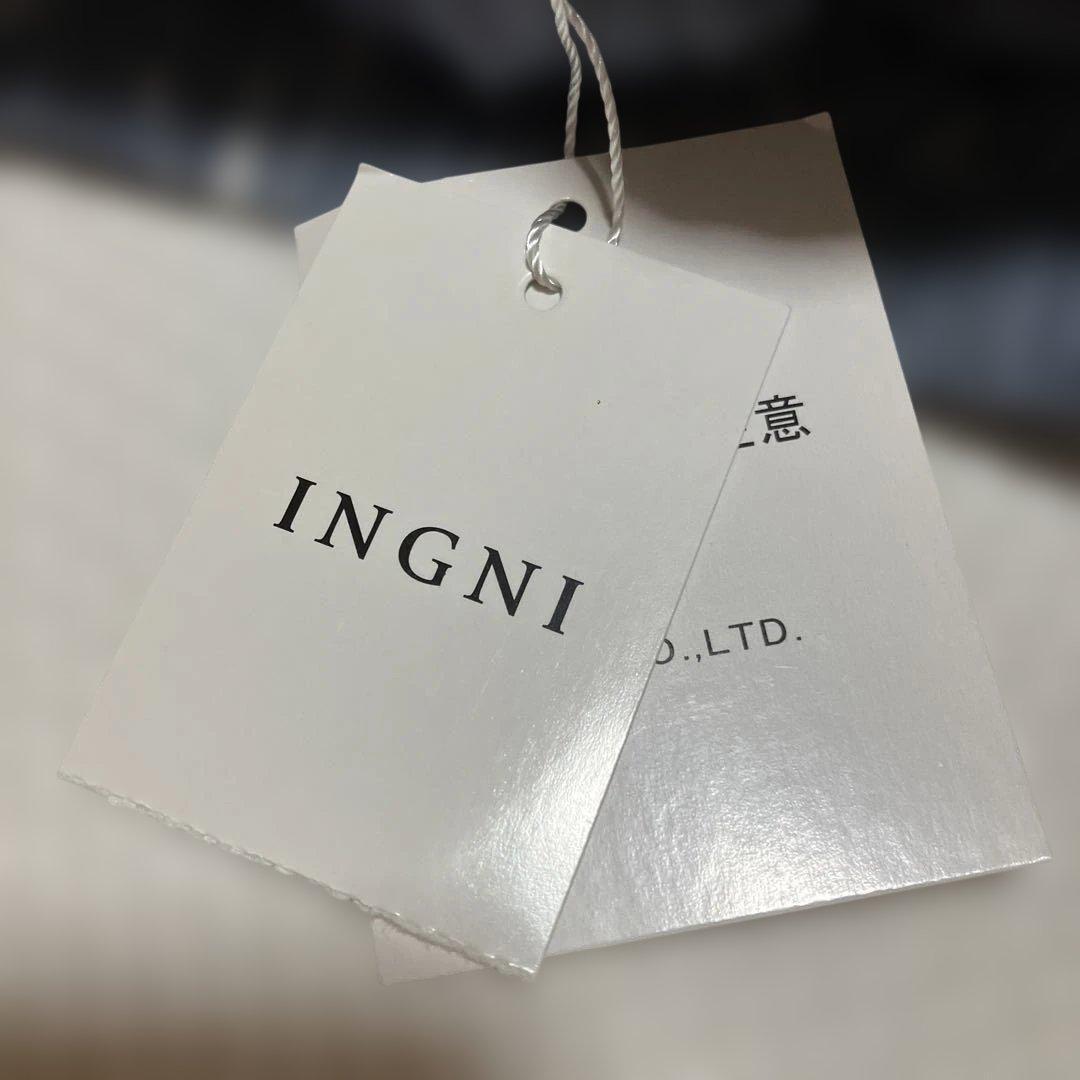 INGNI
意
.,LTD.